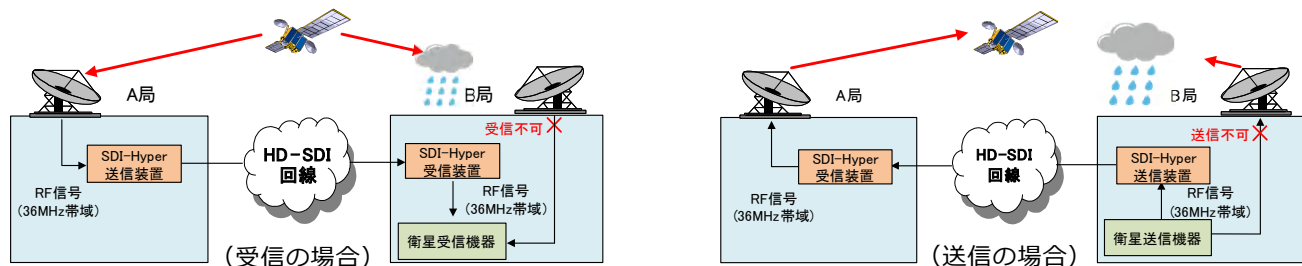 A局
B局
受信不可
SDI-Hyper
送信装置
HD-SDI
回線
SDI-Hyper
受信装置
RF信号
(36MHz帯域)
RF信号
(36MHz帯域)
衛星受信機器
(受信の場合)
A局
B局
送信不可
SDI-Hyper
受信装置
HD-SDI
回線
SDI-Hyper
送信装置
RF信号
(36MHz帯域)
RF信号
(36MHz帯域)
衛星送信機器
(送信の場合)